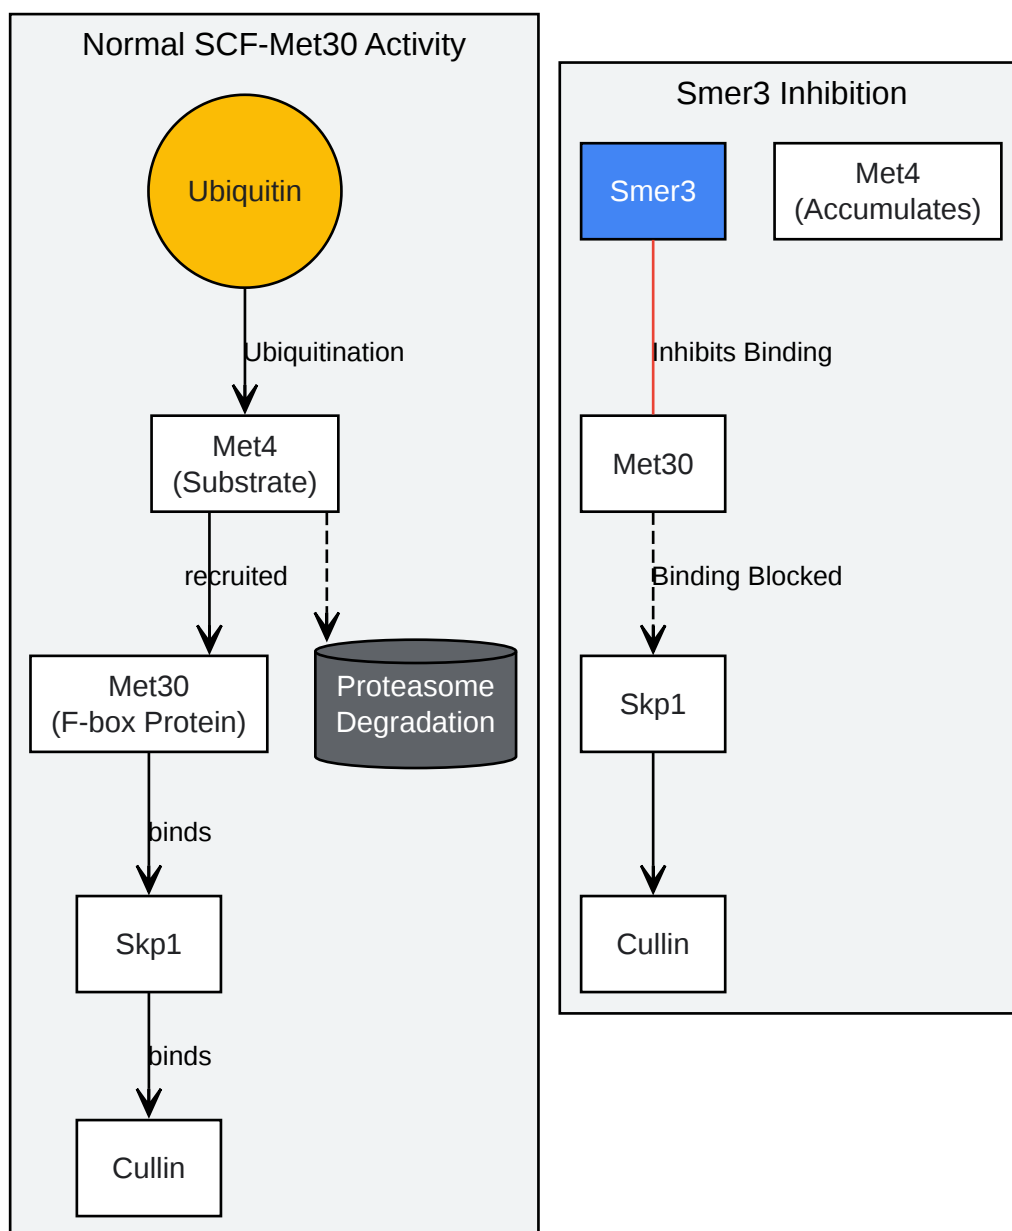 Normal SCF-Met30 Activity
Ubiquitin
Ubiquitination
Met4
(Substrate)
recruited
Met30
(F-box Protein)
Proteasome
Degradation
binds
Skp1
binds
Cullin
Smer3 Inhibition
Smer3
Met4
(Accumulates)
Inhibits Binding
Met30
Binding Blocked
Skp1
Cullin